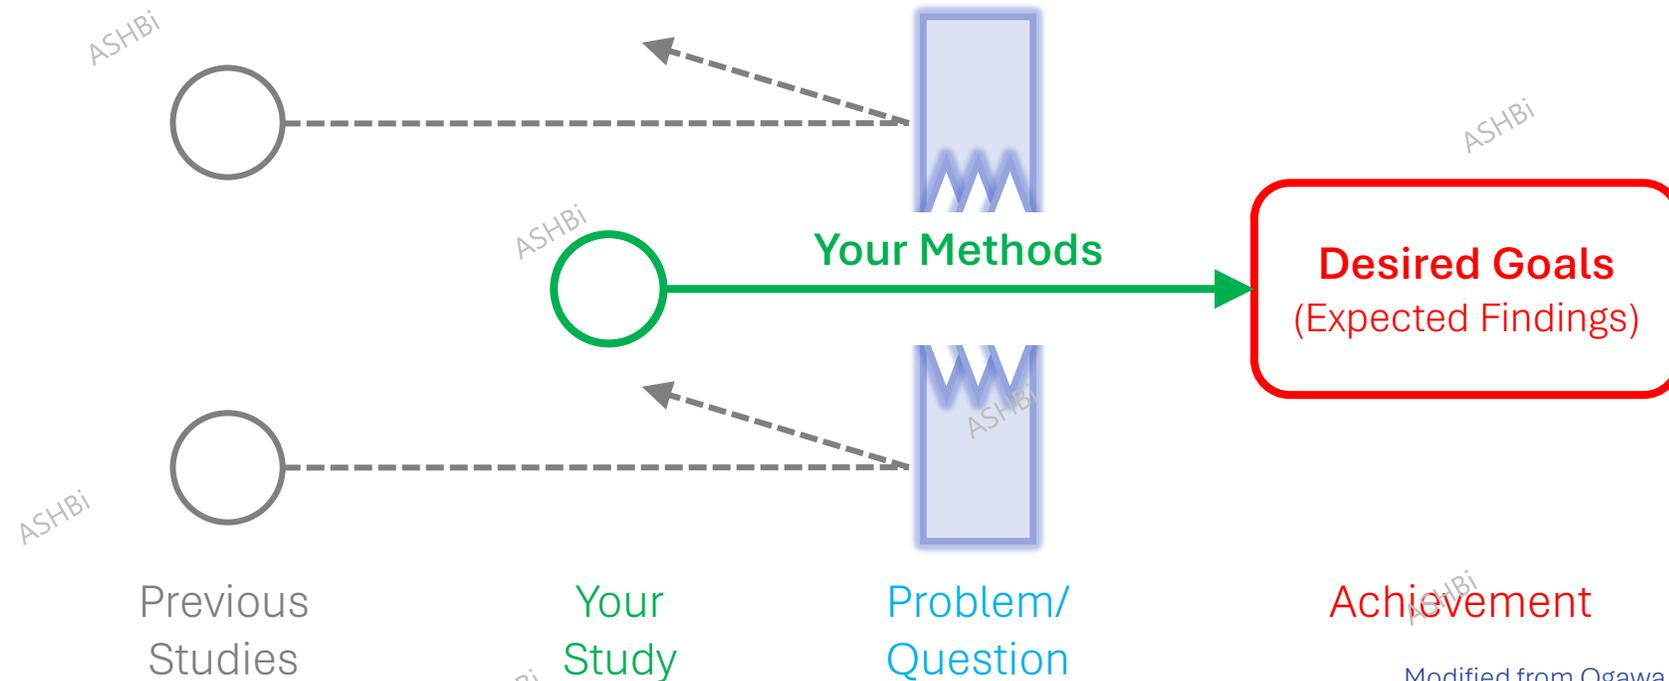 ASHBi
ASHBi
ASHBi
Your Methods
Desired Goals
(Expected Findings)
ASHBi
ASHBi
Previous
Studies
Your
Study
Problem/
Question
Achievement
ASHBi
Modified from Ogawa